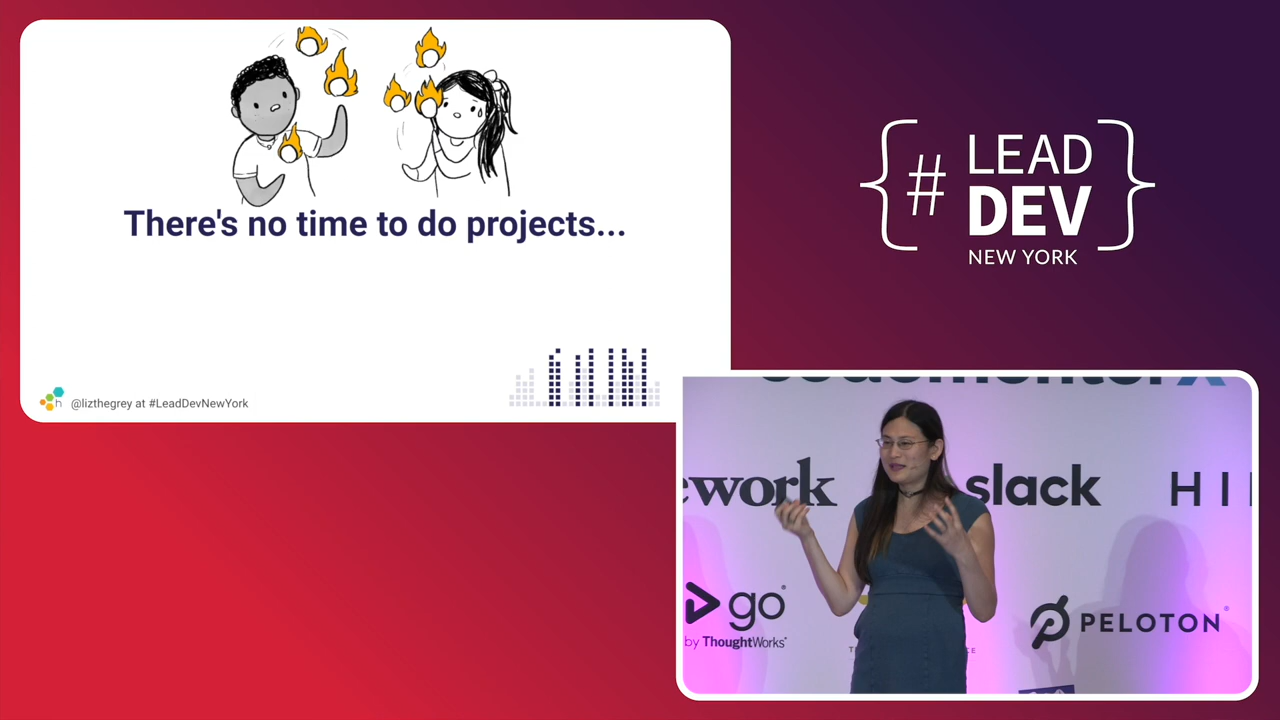 There's no time to do projects...
h
@lizthegrey at #LeadDevNewYork
{# LEAD
DEV}
NEW YORK
ework
slack
HI
go
by ThoughtWorks
PELOTON